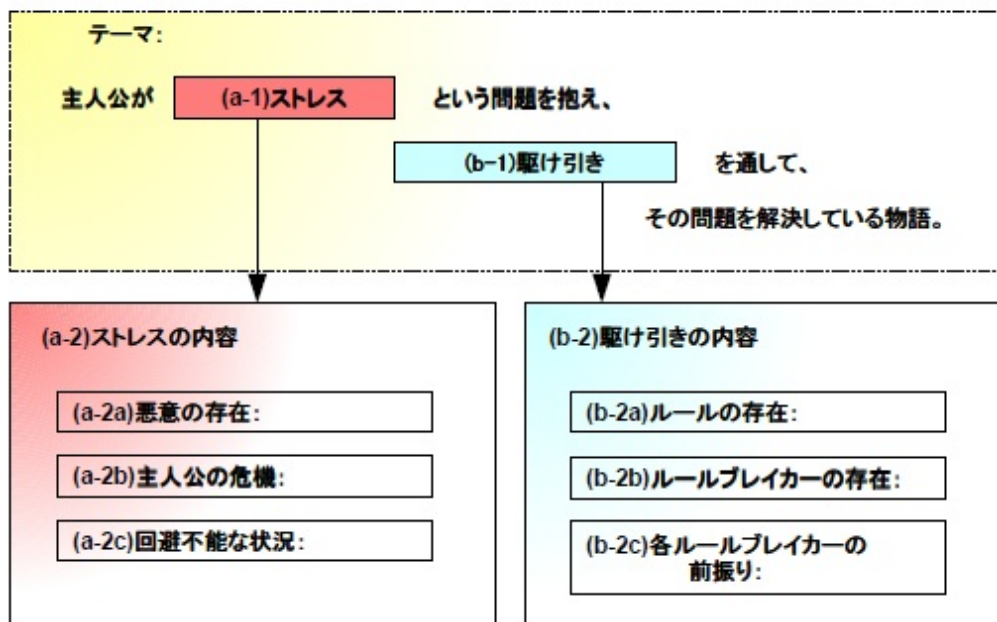 テーマ:
主人公が (a-1)ストレス という問題を抱え、
(b-1)駆け引き を通して、
その問題を解決している物語。
(a-2)ストレスの内容
(a-2a)悪意の存在:
(a-2b)主人公の危機:
(a-2c)回避不能な状況:
(b-2)駆け引きの内容
(b-2a)ルールの存在:
(b-2b)ルールブレイカーの存在:
(b-2c)各ルールブレイカーの
前振り: